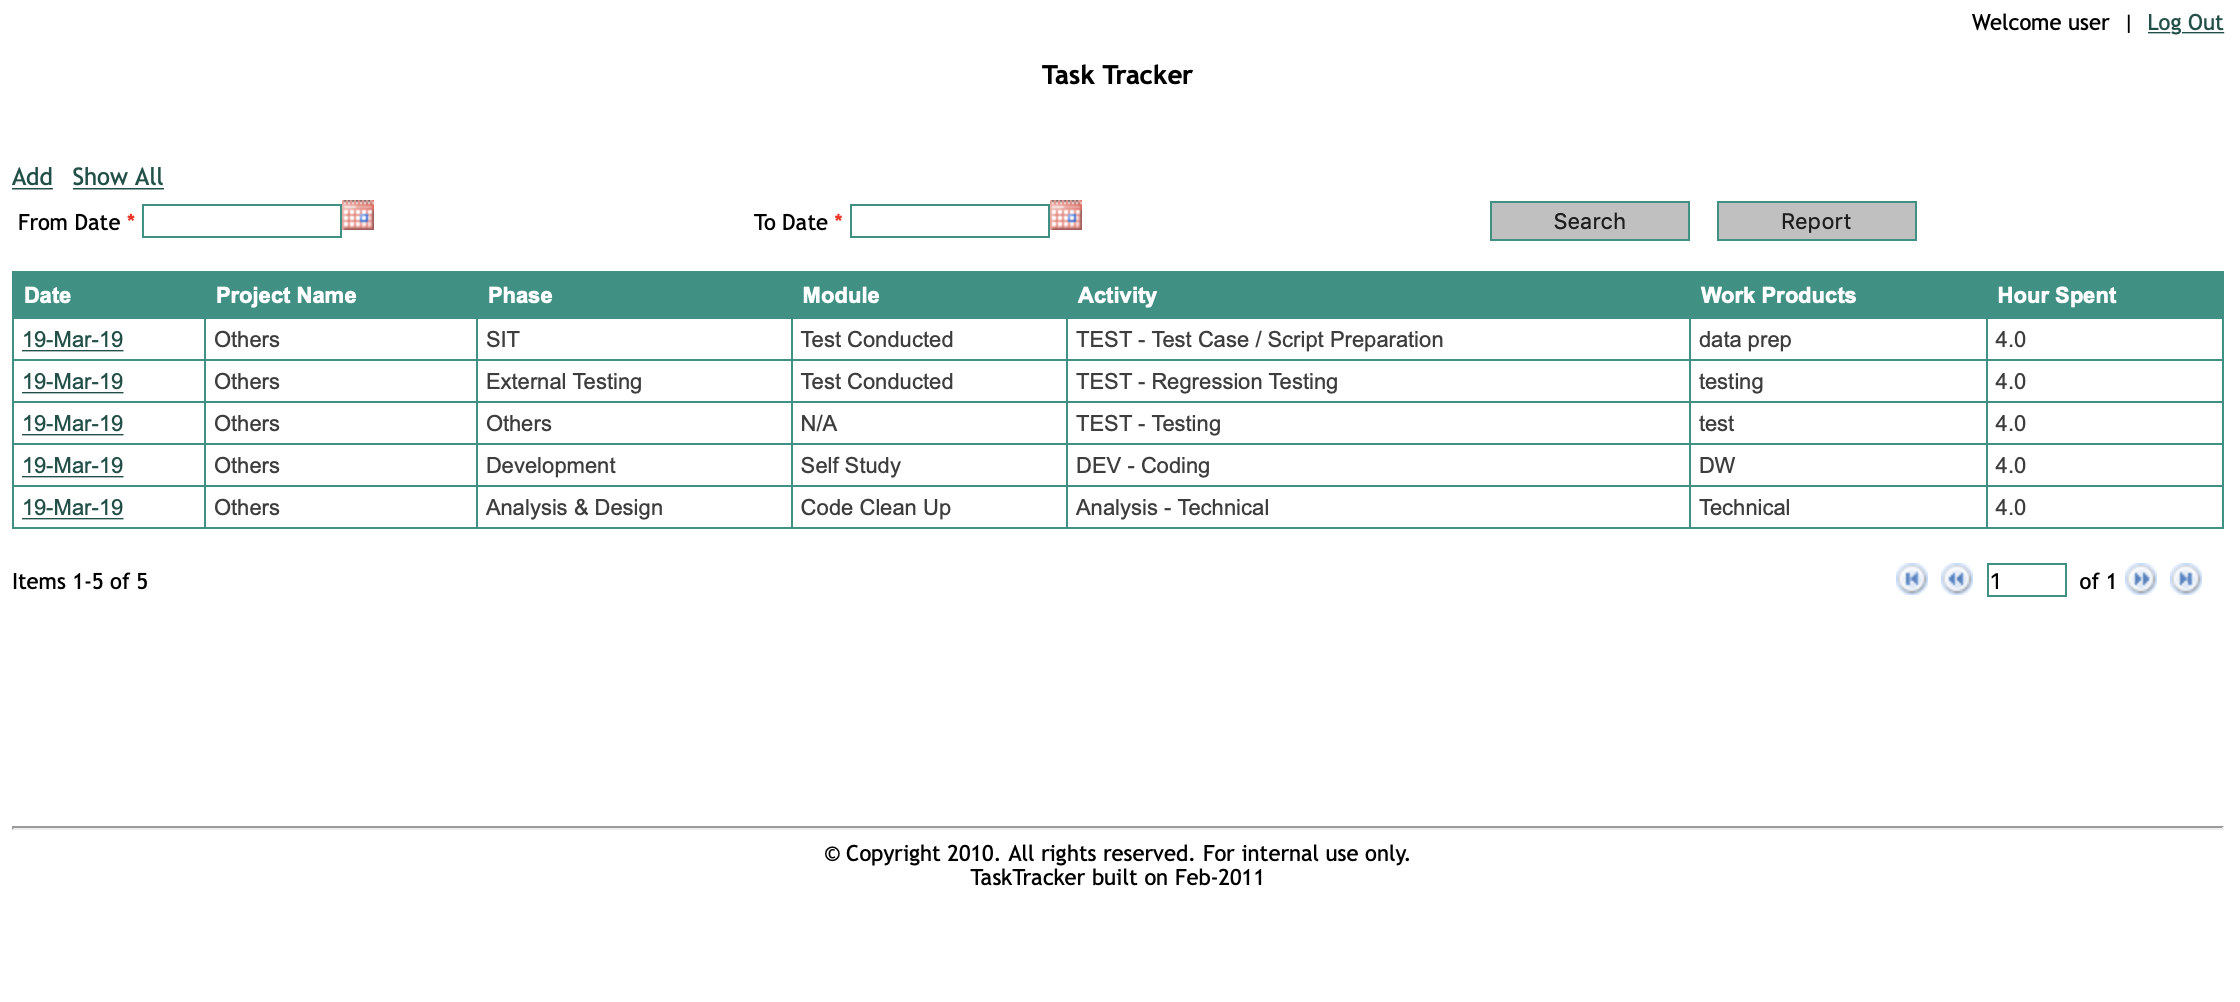 Welcome user | Log Out
Task Tracker
Add Show All
From Date * To Date * Search Report
Date Project Name Phase Module Activity Work Products Hour Spent
19-Mar-19 Others SIT Test Conducted TEST - Test Case / Script Preparation data prep 4.0
19-Mar-19 Others External Testing Test Conducted TEST - Regression Testing testing 4.0
19-Mar-19 Others Others N/A TEST - Testing test 4.0
19-Mar-19 Others Development Self Study DEV - Coding DW 4.0
19-Mar-19 Others Analysis & Design Code Clean Up Analysis - Technical Technical 4.0
Items 1-5 of 5 1 of 1
© Copyright 2010. All rights reserved. For internal use only.
TaskTracker built on Feb-2011